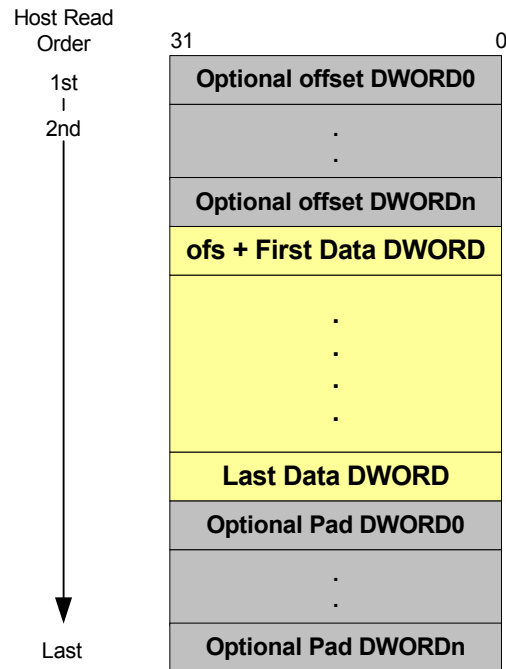 Host Read
Order
31 0
1st
2nd
Last
Optional offset DWORD0
.
.
Optional offset DWORDn
ofs + First Data DWORD
.
.
.
.
Last Data DWORD
Optional Pad DWORD0
.
.
Optional Pad DWORDn